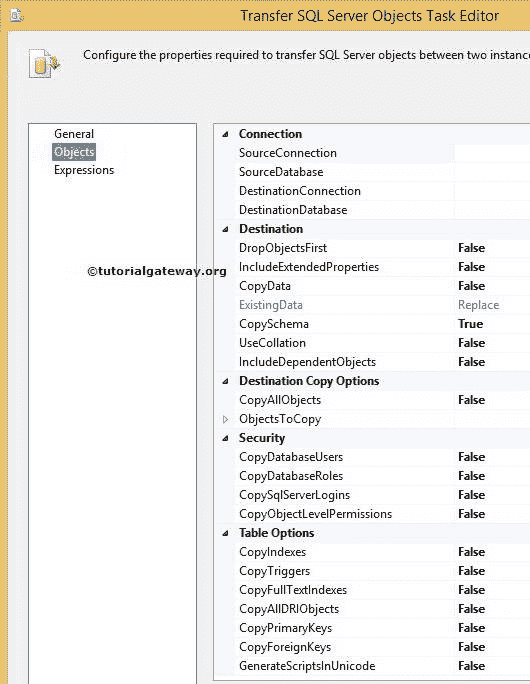 Transfer SQL Server Objects Task Editor
Configure the properties required to transfer SQL Server objects between two
General
Objects
Expressions
©tutorialgateway.org
Connection
SourceConnection
SourceDatabase
DestinationConnection
DestinationDatabase
Destination
DropObjectsFirst False
IncludeExtendedProperties False
CopyData False
ExistingData Replace
CopySchema True
UseCollation False
IncludeDependentObjects False
Destination Copy Options
CopyAllObjects False
ObjectsToCopy
Security
CopyDatabaseUsers False
CopyDatabaseRoles False
CopySqlServerLogins False
CopyObjectLevelPermissions False
Table Options
CopyIndexes False
CopyTriggers False
CopyFullTextIndexes False
CopyAllDRIObjects False
CopyPrimaryKeys False
CopyForeignKeys False
GenerateScriptsInUnicode False